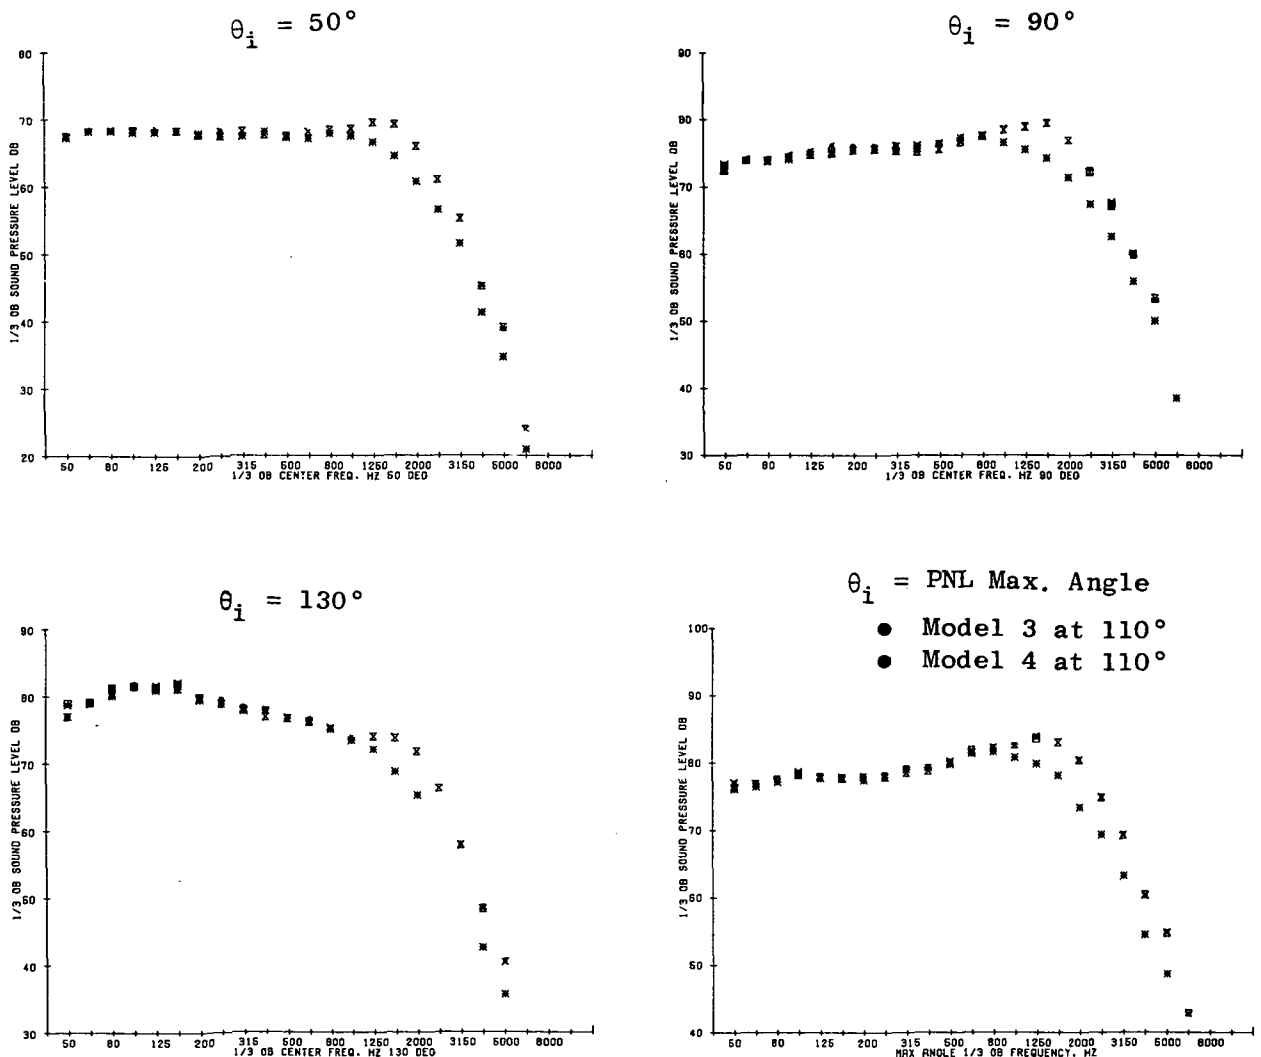 θi = 50°
80
70
60
50
40
30
20
1/3 OB SOUND PRESSURE LEVEL DB
50 80 125 200 315 500 800 1250 2000 3150 5000 8000
1/3 OB CENTER FREQ. HZ 50 DEG
θi = 90°
90
80
70
60
50
40
30
1/3 OB SOUND PRESSURE LEVEL DB
50 80 125 200 315 500 800 1250 2000 3150 5000 8000
1/3 OB CENTER FREQ. HZ 90 DEG
θi = 130°
90
80
70
60
50
40
30
1/3 OB SOUND PRESSURE LEVEL DB
50 80 125 200 315 500 800 1250 2000 3150 5000 8000
1/3 OB CENTER FREQ. HZ 130 DEG
θi = PNL Max. Angle
● Model 3 at 110°
● Model 4 at 110°
100
90
80
70
60
50
40
1/3 OB SOUND PRESSURE LEVEL DB
50 80 125 200 315 500 800 1250 2000 3150 5000 8000
MAX ANGLE 1/3 OB FREQUENCY, HZ